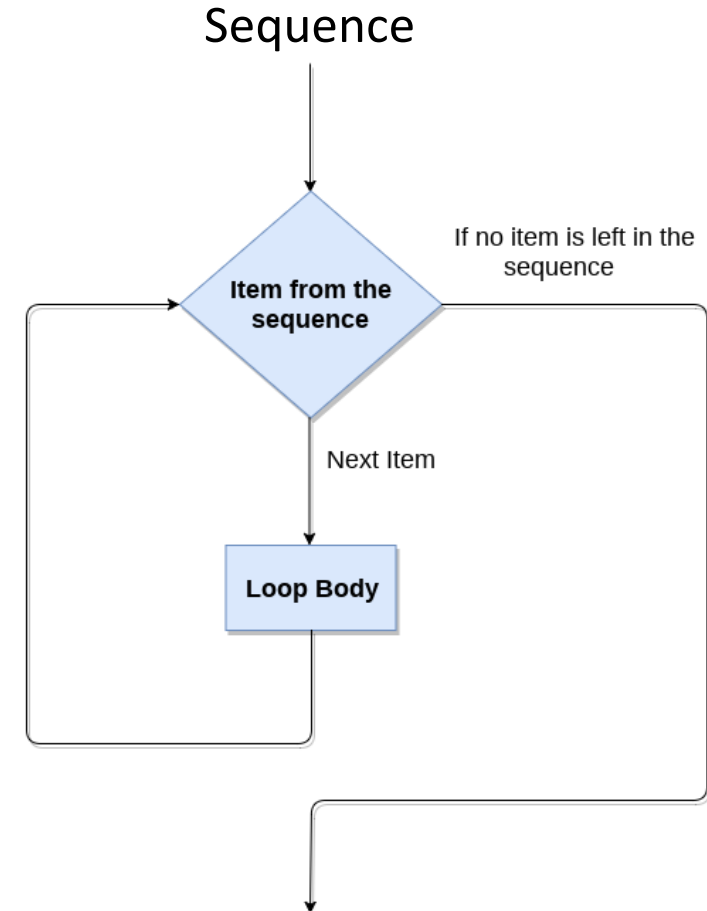 Sequence
If no item is left in the
sequence
Item from the
sequence
Next Item
Loop Body